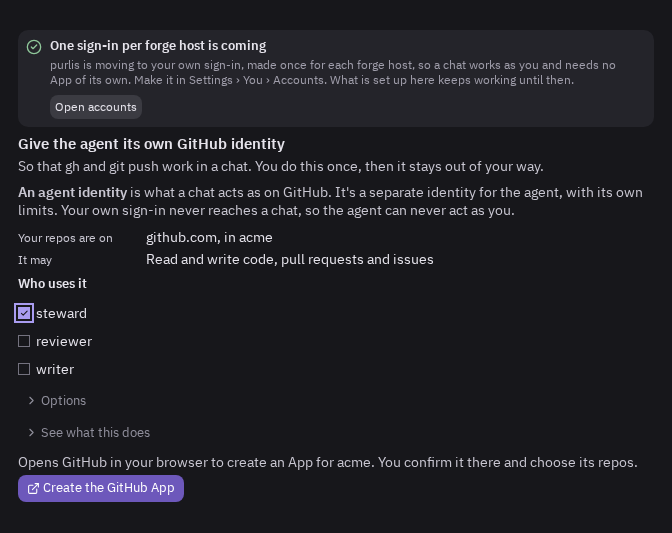 One sign-in per forge host is coming
purlis is moving to your own sign-in, made once for each forge host, so a chat works as you and needs no
App of its own. Make it in Settings › You › Accounts. What is set up here keeps working until then.
Open accounts
Give the agent its own GitHub identity
So that gh and git push work in a chat. You do this once, then it stays out of your way.
An agent identity is what a chat acts as on GitHub. It's a separate identity for the agent, with its own
limits. Your own sign-in never reaches a chat, so the agent can never act as you.
Your repos are on github.com, in acme
It may Read and write code, pull requests and issues
Who uses it
steward
reviewer
writer
Options
See what this does
Opens GitHub in your browser to create an App for acme. You confirm it there and choose its repos.
Create the GitHub App